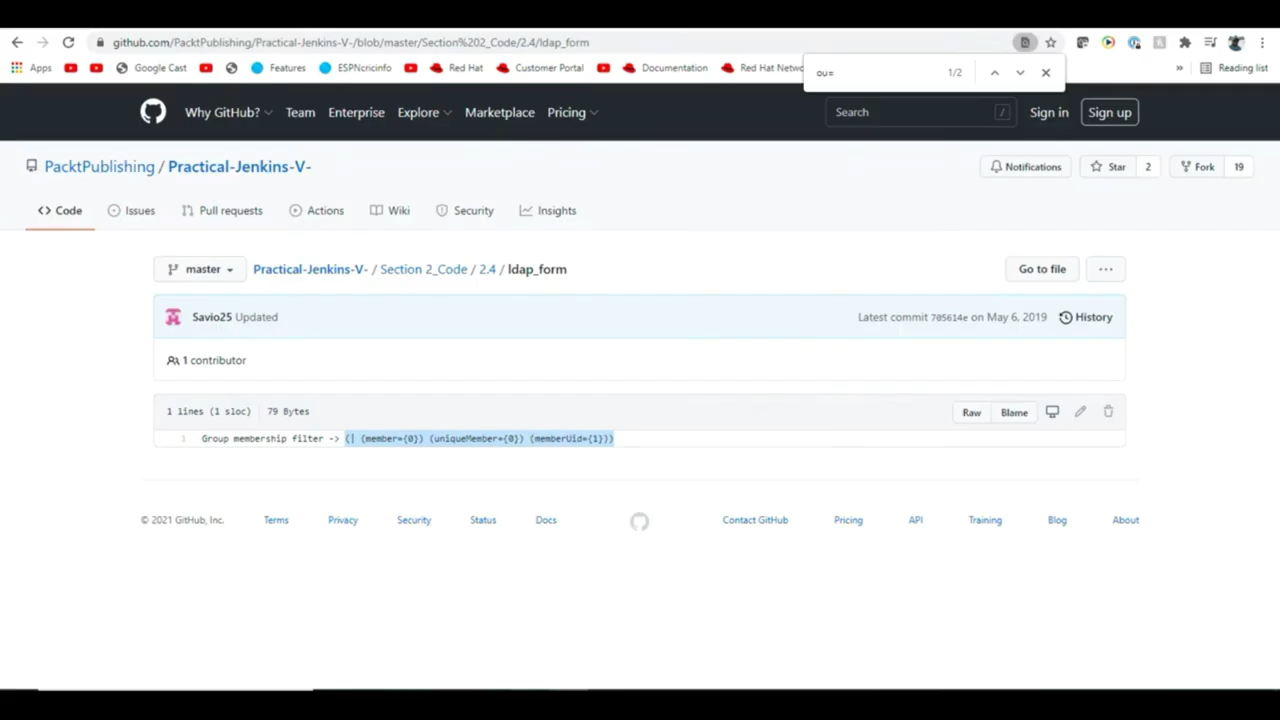 github.com/PacktPublishing/Practical-Jenkins-V-/blob/master/Section%202_Code/2.4/ldap_form
Apps Google Cast Features ESPNcricinfo Red Hat Customer Portal Documentation Red Hat Netwo » Reading list
ou= 1/2
Why GitHub? Team Enterprise Explore Marketplace Pricing Search / Sign in Sign up
PacktPublishing / Practical-Jenkins-V- Notifications Star 2 Fork 19
<> Code Issues Pull requests Actions Wiki Security Insights
master Practical-Jenkins-V- / Section 2_Code / 2.4 / ldap_form Go to file ...
Savio25 Updated Latest commit 705614e on May 6, 2019 History
1 contributor
1 lines (1 sloc) 79 Bytes Raw Blame
1 Group membership filter -> (| (member={0}) (uniqueMember={0}) (memberUid={1}))
© 2021 GitHub, Inc. Terms Privacy Security Status Docs Contact GitHub Pricing API Training Blog About